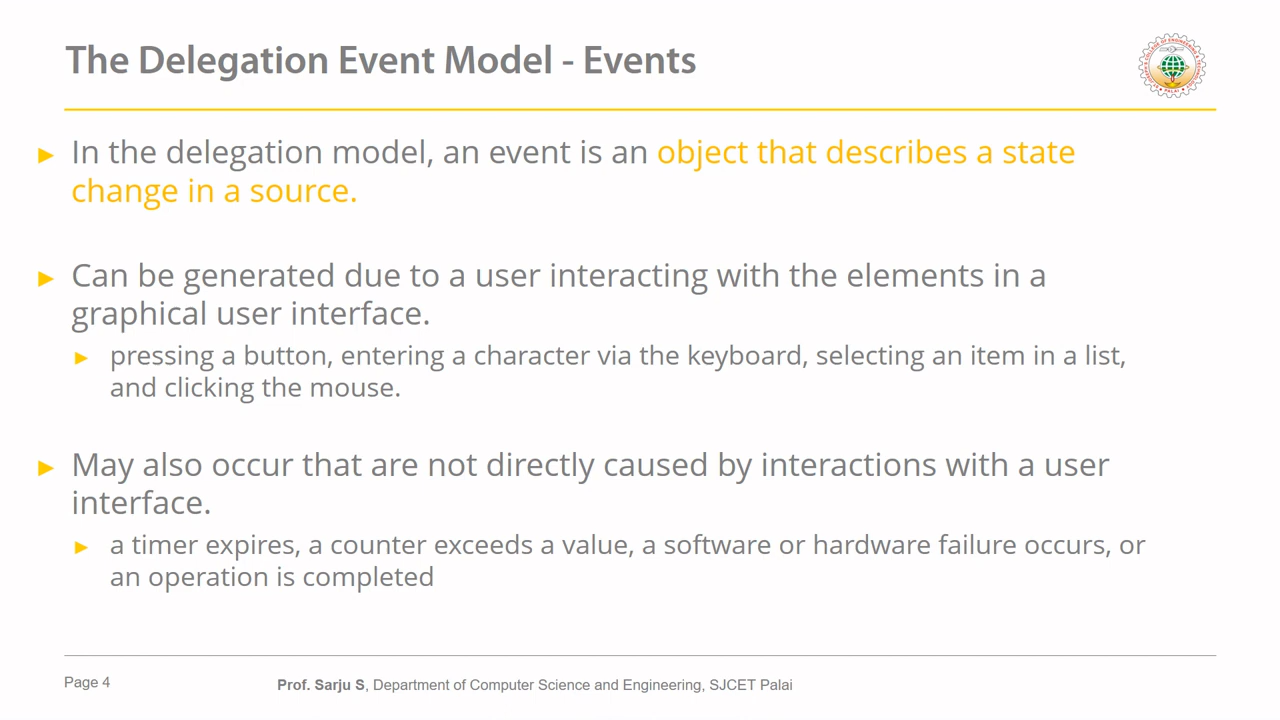 The Delegation Event Model - Events
► In the delegation model, an event is an object that describes a state
change in a source.
► Can be generated due to a user interacting with the elements in a
graphical user interface.
► pressing a button, entering a character via the keyboard, selecting an item in a list,
and clicking the mouse.
► May also occur that are not directly caused by interactions with a user
interface.
► a timer expires, a counter exceeds a value, a software or hardware failure occurs, or
an operation is completed
Page 4
Prof. Sarju S, Department of Computer Science and Engineering, SJCET Palai